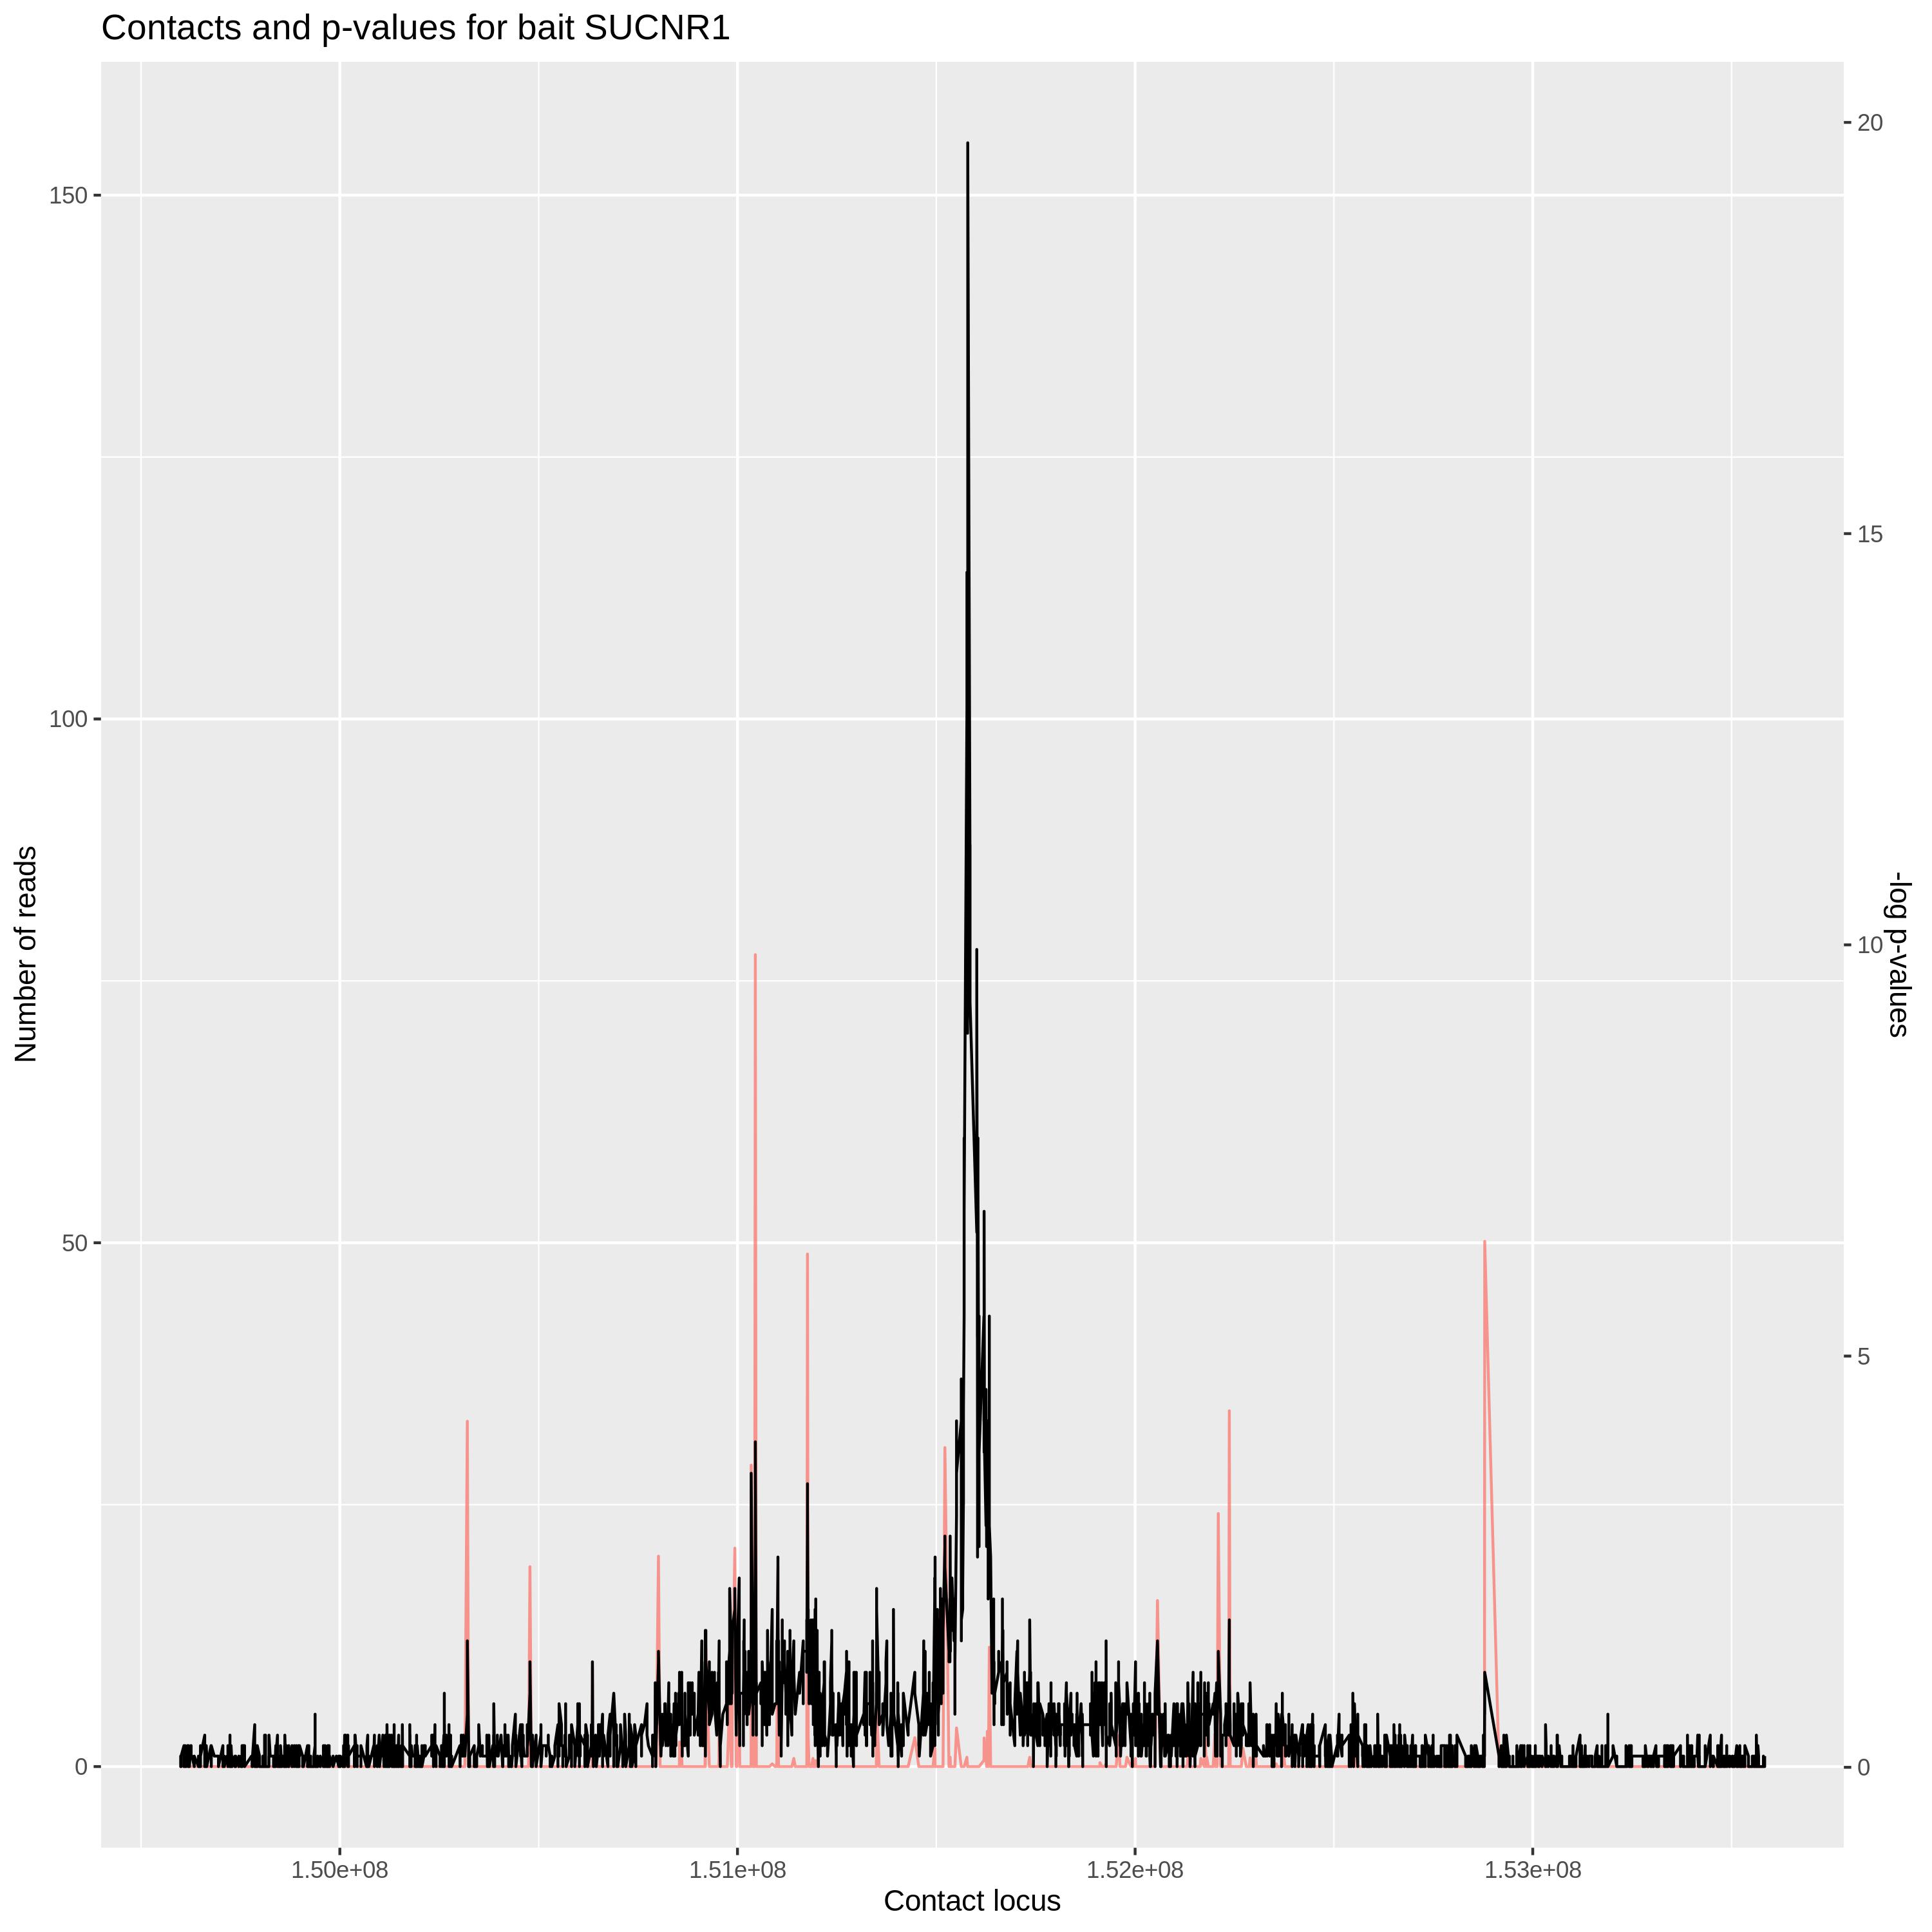 Contacts and p-values for bait SUCNR1
150
100
50
0
Number of reads
20
15
10
5
0
-log p-values
1.50e+08
1.51e+08
1.52e+08
1.53e+08
Contact locus